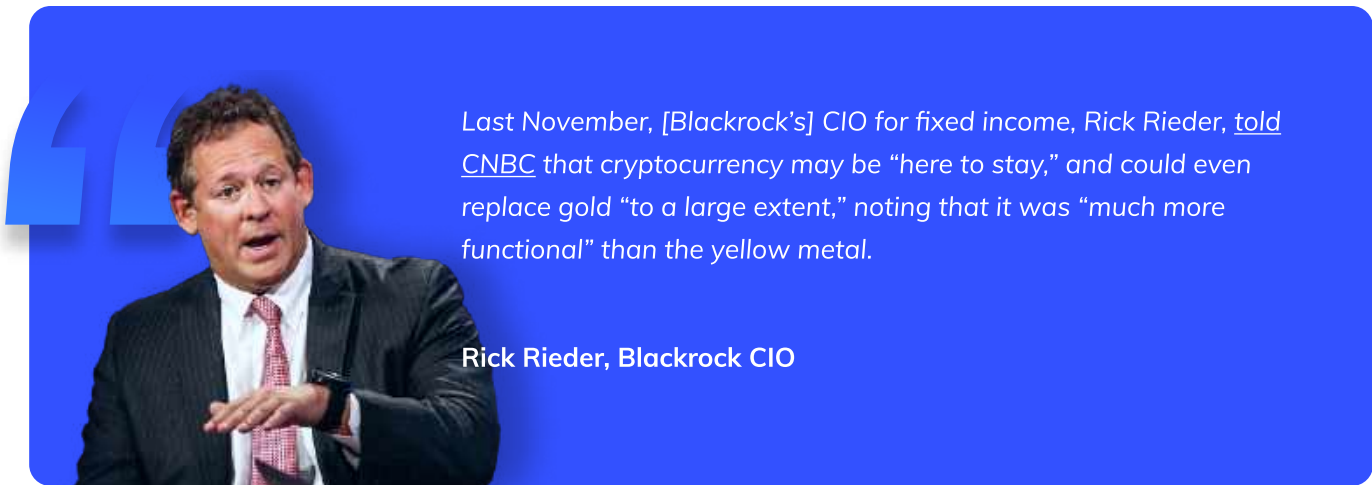 Last November, [Blackrock’s] CIO for fixed income, Rick Rieder, told
CNBC that cryptocurrency may be “here to stay,” and could even
replace gold “to a large extent,” noting that it was “much more
functional” than the yellow metal.
Rick Rieder, Blackrock CIO